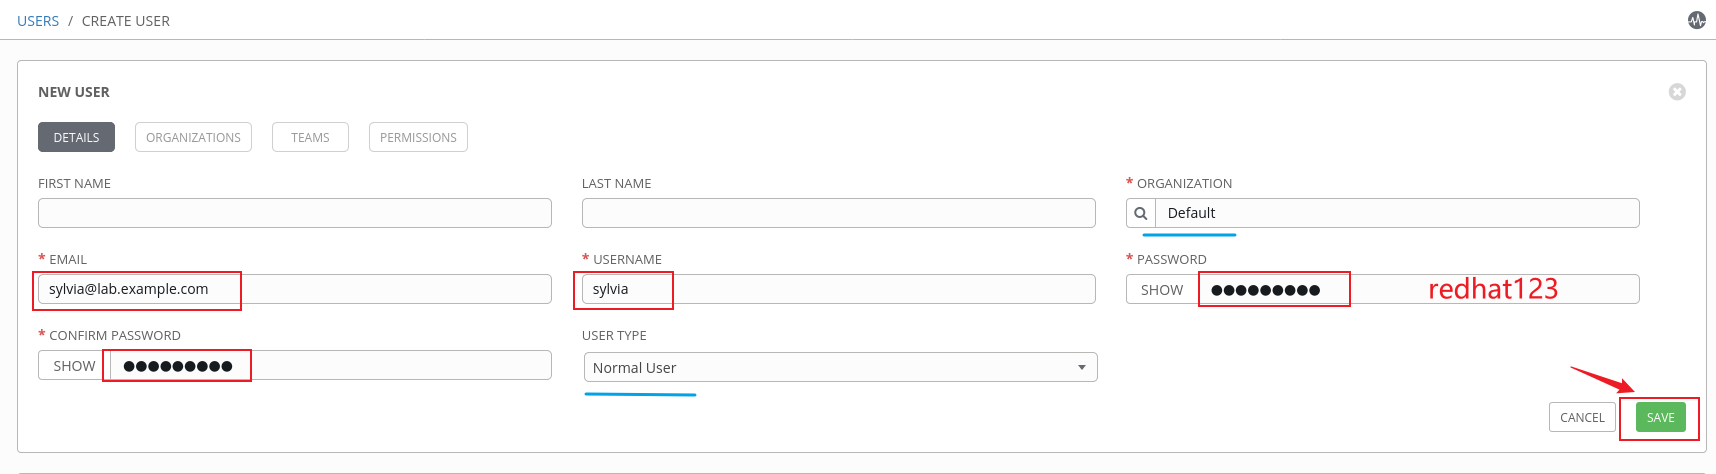 USERS / CREATE USER
NEW USER
DETAILS ORGANIZATIONS TEAMS PERMISSIONS
FIRST NAME LAST NAME * ORGANIZATION
Default
* EMAIL * USERNAME * PASSWORD
sylvia@lab.example.com sylvia SHOW ●●●●●●●●● redhat123
* CONFIRM PASSWORD USER TYPE
SHOW ●●●●●●●●● Normal User
CANCEL SAVE